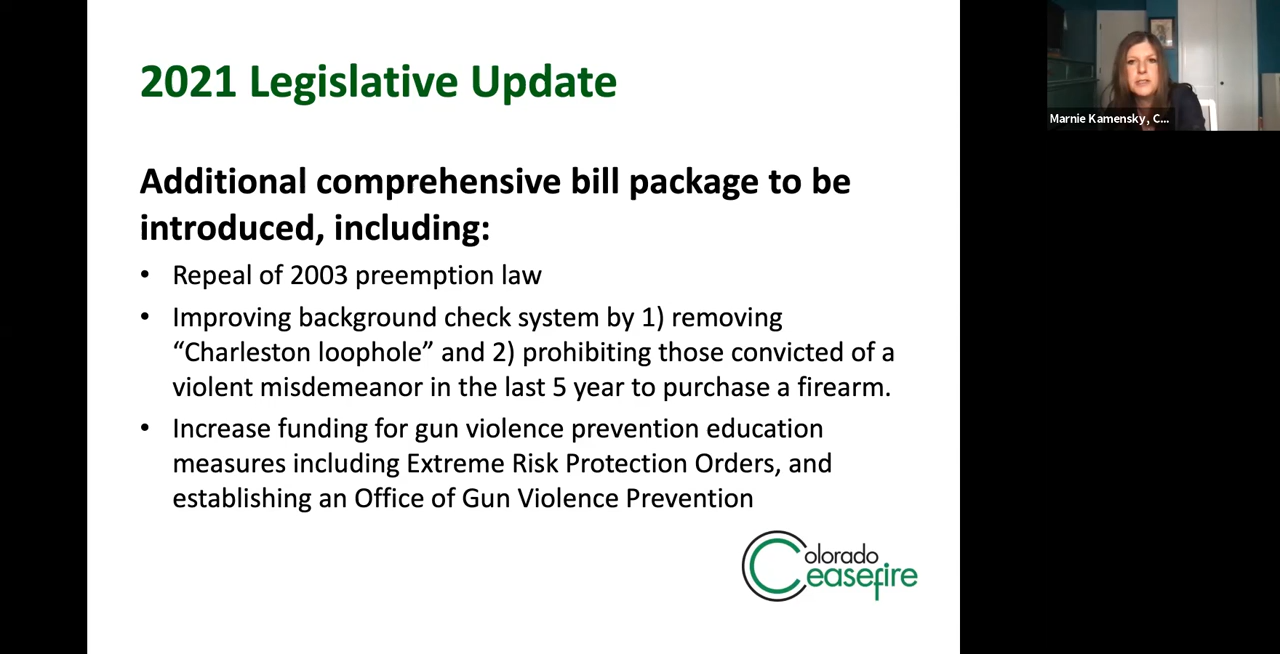 2021 Legislative Update
Additional comprehensive bill package to be
introduced, including:
• Repeal of 2003 preemption law
• Improving background check system by 1) removing
“Charleston loophole” and 2) prohibiting those convicted of a
violent misdemeanor in the last 5 year to purchase a firearm.
• Increase funding for gun violence prevention education
measures including Extreme Risk Protection Orders, and
establishing an Office of Gun Violence Prevention
Colorado
Ceasefire
Marnie Kamensky, C...